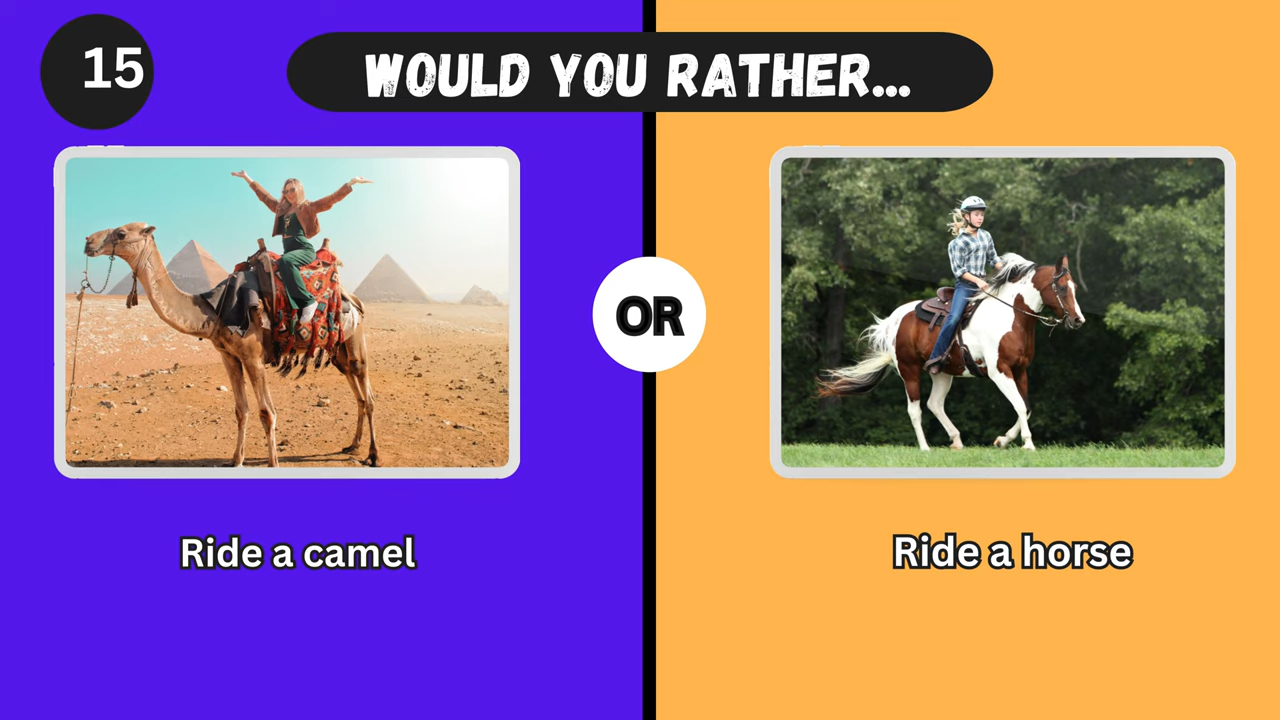 15
WOULD YOU RATHER...
OR
Ride a camel
Ride a horse